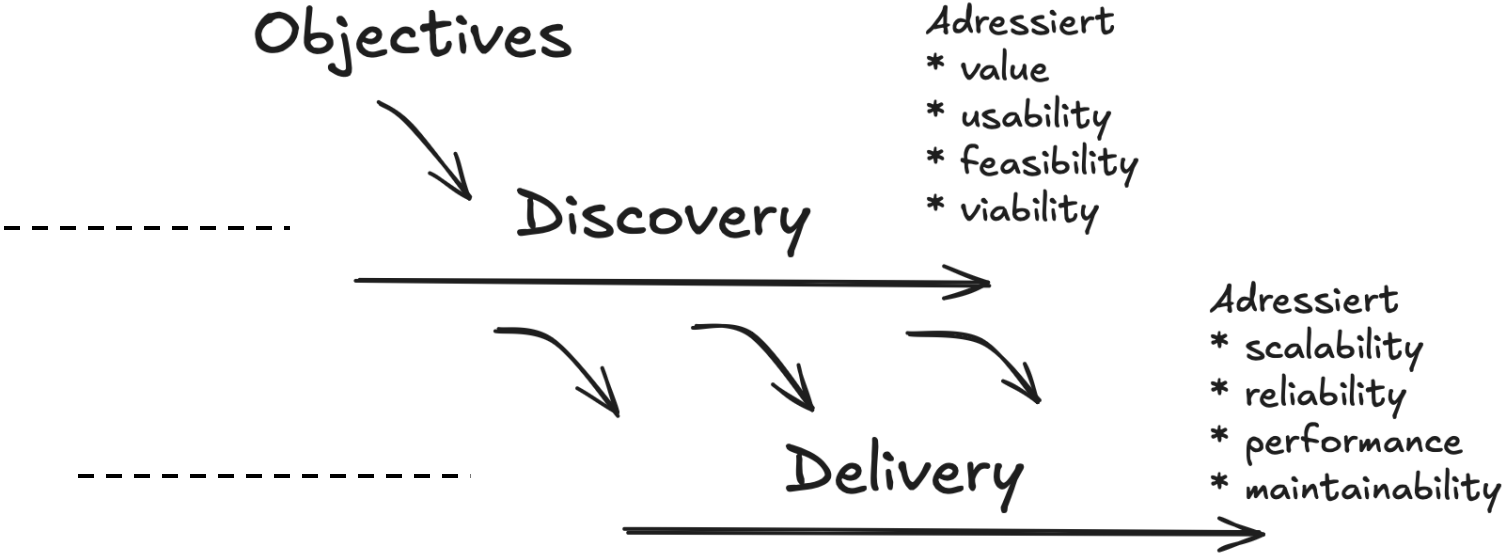 Objectives
Adressiert
* value
* usability
* feasibility
* viability
Discovery
Adressiert
* scalability
* reliability
* performance
* maintainability
Delivery